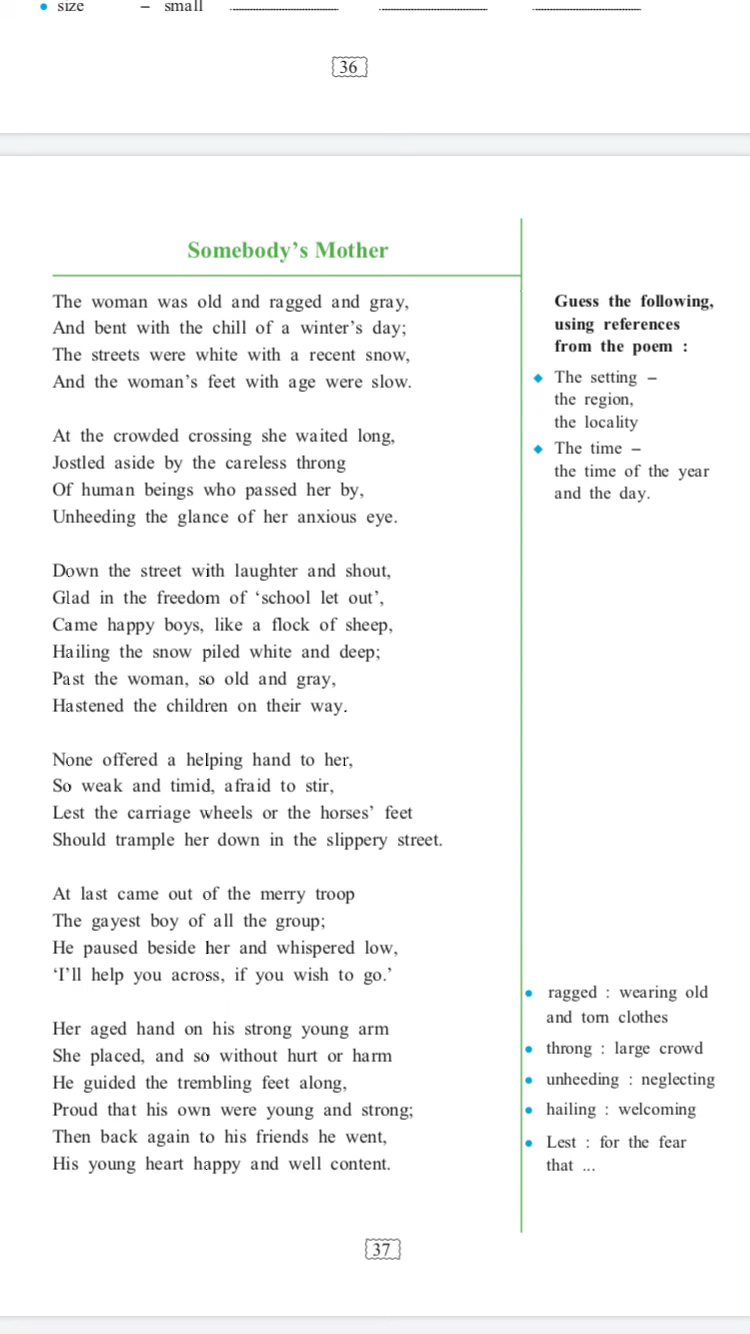 • size – small
36
Somebody's Mother
The woman was old and ragged and gray,
And bent with the chill of a winter's day;
The streets were white with a recent snow,
And the woman's feet with age were slow.
At the crowded crossing she waited long,
Jostled aside by the careless throng
Of human beings who passed her by,
Unheeding the glance of her anxious eye.
Down the street with laughter and shout,
Glad in the freedom of ‘school let out’,
Came happy boys, like a flock of sheep,
Hailing the snow piled white and deep;
Past the woman, so old and gray,
Hastened the children on their way.
None offered a helping hand to her,
So weak and timid, afraid to stir,
Lest the carriage wheels or the horses’ feet
Should trample her down in the slippery street.
At last came out of the merry troop
The gayest boy of all the group;
He paused beside her and whispered low,
‘I’ll help you across, if you wish to go.’
Her aged hand on his strong young arm
She placed, and so without hurt or harm
He guided the trembling feet along,
Proud that his own were young and strong;
Then back again to his friends he went,
His young heart happy and well content.
Guess the following,
using references
from the poem :
◆ The setting –
the region,
the locality
◆ The time –
the time of the year
and the day.
• ragged : wearing old
and torn clothes
• throng : large crowd
• unheeding : neglecting
• hailing : welcoming
• Lest : for the fear
that ...
37